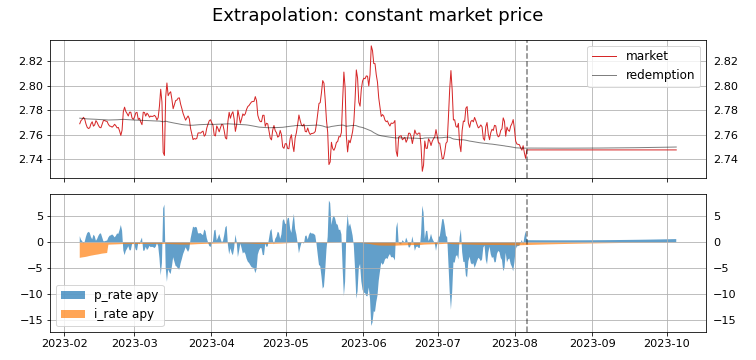 Extrapolation: constant market price
2.82 2.82
2.80 2.80
2.78 2.78
2.76 2.76
2.74 2.74
market
redemption
5 5
0 0
−5 −5
−10 −10
−15 −15
p_rate apy
i_rate apy
2023-02 2023-03 2023-04 2023-05 2023-06 2023-07 2023-08 2023-09 2023-10